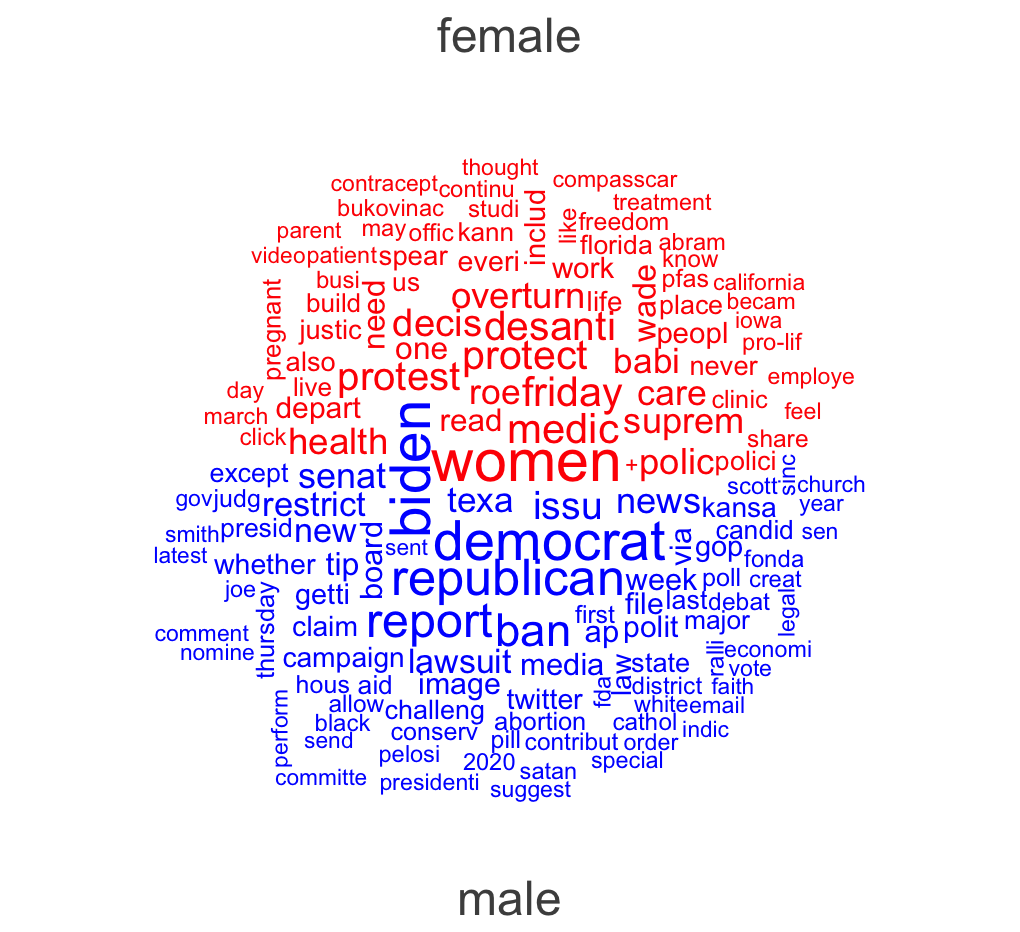 female
thought
contracept continu compasscar
bukovinac studi includ treatment
parent may offic kann like freedom
video patient spear everi florida abram
busi us work know
pregnant build need overturn life wade pfas california
justic decis desanti place becam
also one protect peopl iowa
day live protest babi never pro-lif
march depart roe friday care clinic employe
click health read medic suprem feel
women + polic polici share
except senat biden texa issu news scott sinc church
gov judg restrict kansa year
smith presid new board sent democrat via candid sen
latest whether tip gop fonda
joe getti republican week poll creat
thursday claim report ban first file last debat legal
comment ap polit major
nomine campaign lawsuit media law state ralli economi
hous aid image twitter fda district faith vote
perform allow challeng abortion white email
black conserv pill contribut cathol order indic
send pelosi 2020 satan special
committe presidenti suggest
male